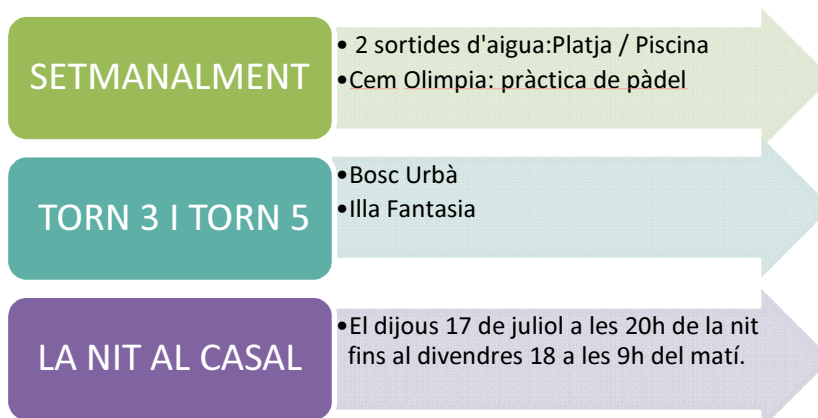 SETMANALMENT
• 2 sortides d'aigua:Platja / Piscina
•Cem Olimpia: pràctica de pàdel
TORN 3 I TORN 5
•Bosc Urbà
•Illa Fantasia
LA NIT AL CASAL
•El dijous 17 de juliol a les 20h de la nit
fins al divendres 18 a les 9h del matí.